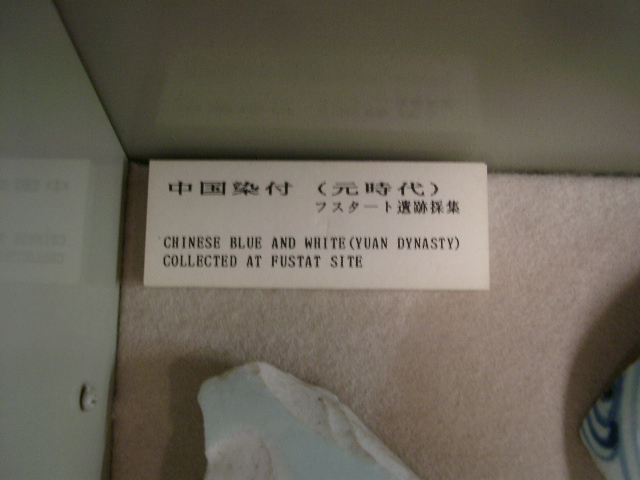 中国染付 (元時代)
フスタート遺跡採集
CHINESE BLUE AND WHITE(YUAN DYNASTY)
COLLECTED AT FUSTAT SITE